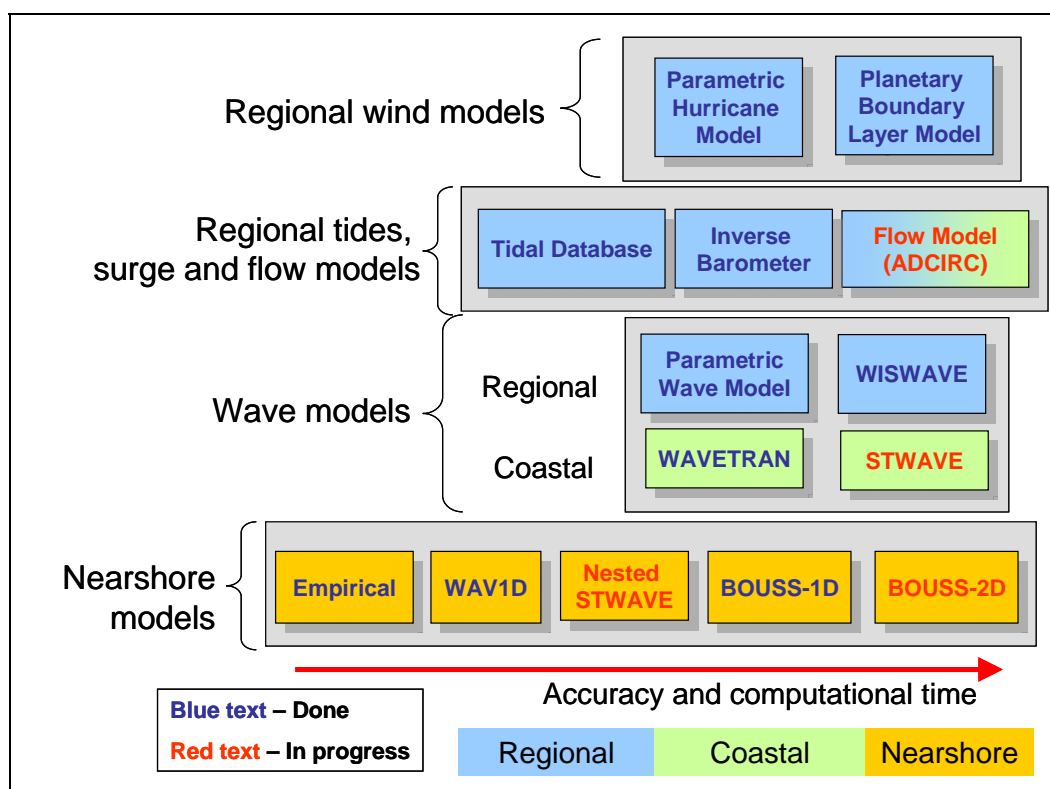 Regional wind models
Parametric
Hurricane
Model
Planetary
Boundary
Layer Model
Regional tides,
surge and flow models
Tidal Database
Inverse
Barometer
Flow Model
(ADCIRC)
Wave models
Regional
Parametric
Wave Model
WISWAVE
Coastal
WAVETRAN
STWAVE
Nearshore
models
Empirical
WAV1D
Nested
STWAVE
BOUSS-1D
BOUSS-2D
Accuracy and computational time
Blue text – Done
Red text – In progress
Regional
Coastal
Nearshore